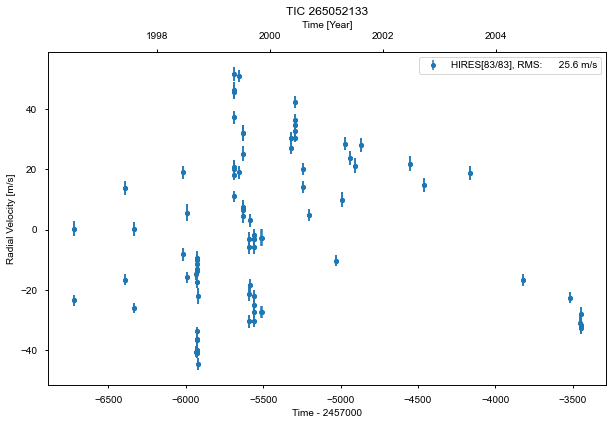 TIC 265052133
Time [Year]
1998 2000 2002 2004
HIRES[83/83], RMS: 25.6 m/s
Radial Velocity [m/s]
40
20
0
−20
−40
−6500 −6000 −5500 −5000 −4500 −4000 −3500
Time - 2457000